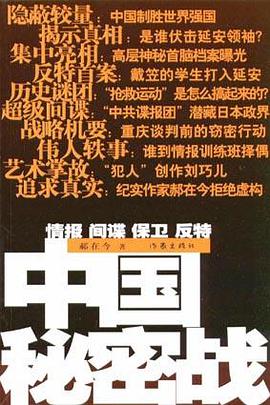 隐蔽较量：中国制胜世界强国
揭示真相：是谁伏击延安领袖？
集中亮相：高层神秘首脑档案曝光
反特首案：戴笠的学生打入延安
历史谜团：“抢救运动”是怎么搞起来的？
超级间谍：“中共谍报团”潜藏日本政界
战略机要：重庆谈判前的窃密行动
伟人轶事：谁到情报训练班择偶
艺术掌故：“犯人”创作刘巧儿
追求真实：纪实作家郝在今拒绝虚构
情报 间谍 保卫 反特
郝在今 著 作家出版社
中国
秘密战